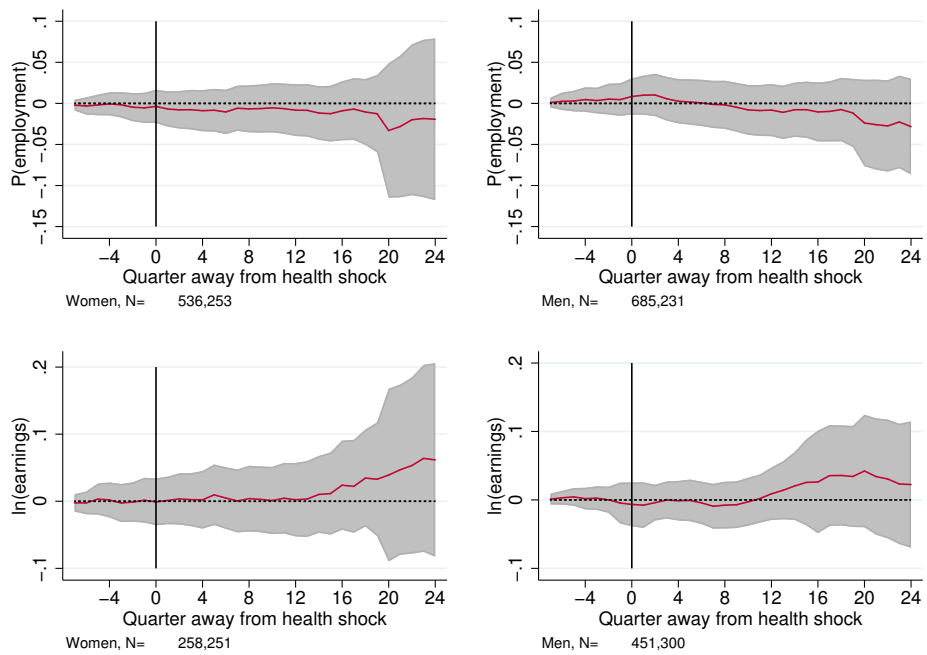 P(employment)
.1
.05
0
-.05
-.1
-.15
-4 0 4 8 12 16 20 24
Quarter away from health shock
Women, N= 536,253
P(employment)
.1
.05
0
-.05
-.1
-.15
-4 0 4 8 12 16 20 24
Quarter away from health shock
Men, N= 685,231
ln(earnings)
.2
.1
0
-.1
-4 0 4 8 12 16 20 24
Quarter away from health shock
Women, N= 258,251
ln(earnings)
.2
.1
0
-.1
-4 0 4 8 12 16 20 24
Quarter away from health shock
Men, N= 451,300